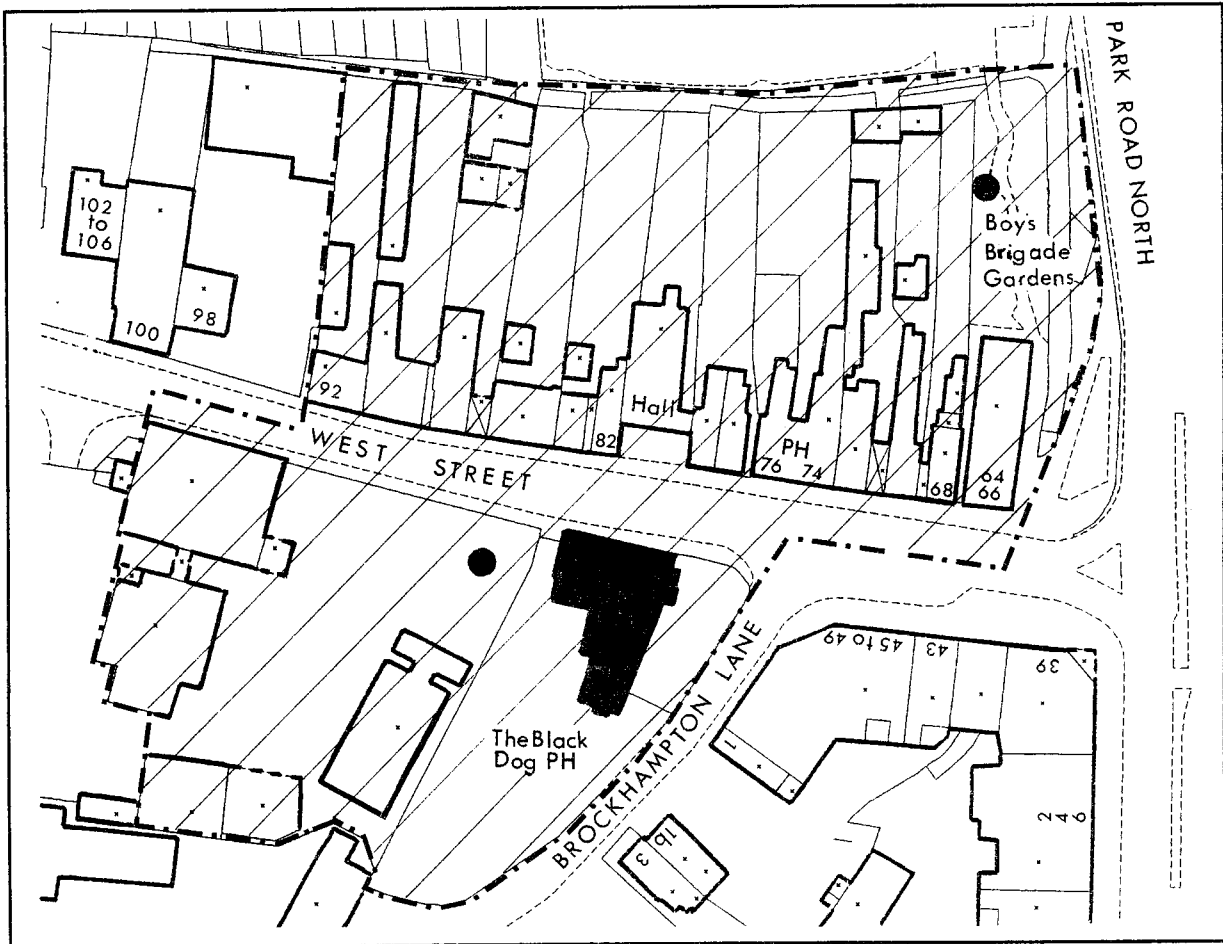 PARK ROAD NORTH
102
to
106
100
98
Boy's
Brigade
Gardens
92
WEST STREET
Hall
82
PH
76 74
68
64
66
The Black
Dog PH
BROCKHAMPTON LANE
45 to 49
43
39
1
3
1b
2
4
6